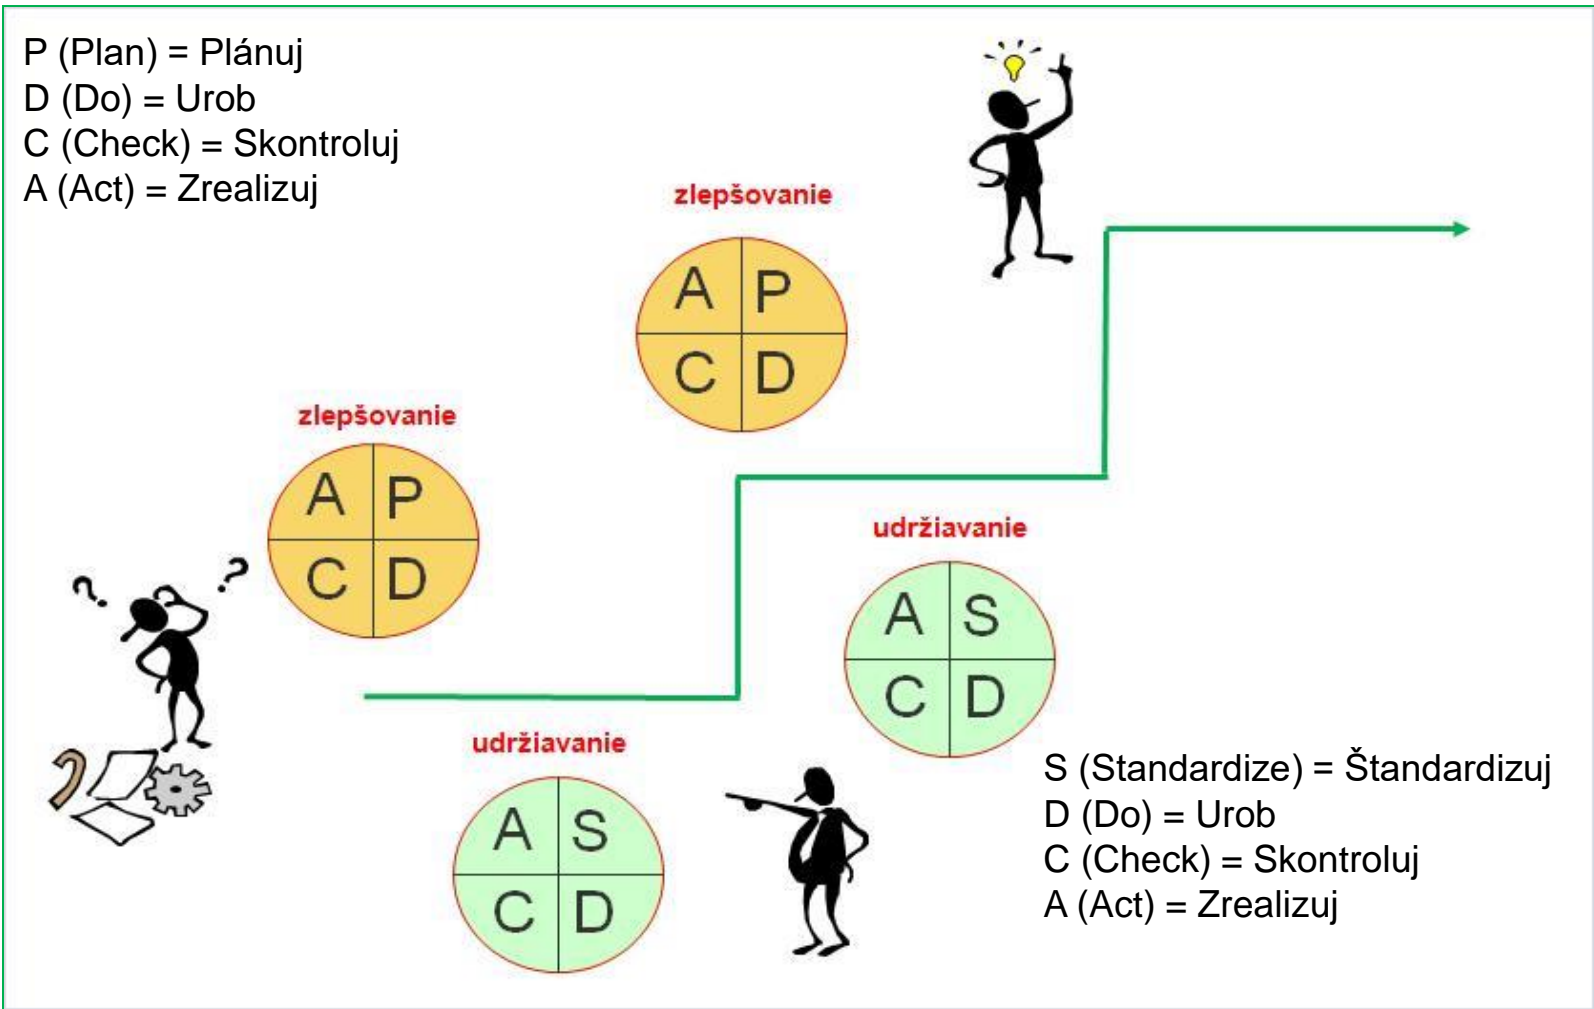 P (Plan) = Plánuj
D (Do) = Urob
C (Check) = Skontroluj
A (Act) = Zrealizuj
zlepšovanie
A P
C D
zlepšovanie
A P
C D
? ?
udržiavanie
A S
C D
udržiavanie
A S
C D
S (Standardize) = Štandardizuj
D (Do) = Urob
C (Check) = Skontroluj
A (Act) = Zrealizuj